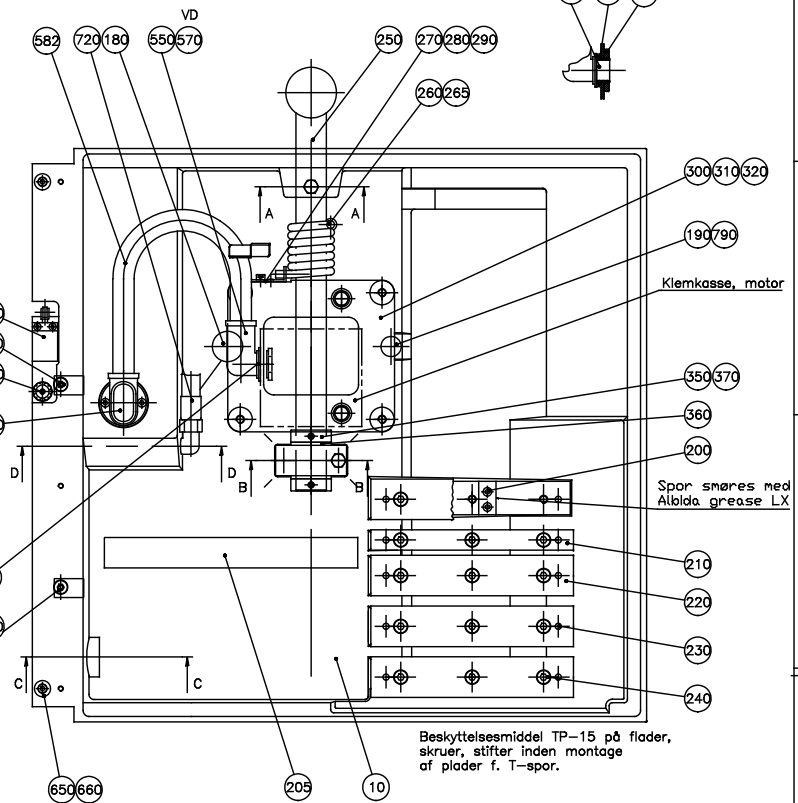 VD
582 720 180 550 570 250 270 280 290
260 265
300 310 320
190 790
Klemkasse, motor
350 370
360
200
Spor smøres med
Albida grease LX
210
220
230
240
A A
D D
B B
C C
Beskyttelsesmiddel TP-15 på flader,
skruer, stifter inden montage
af plader f. T-spor.
650 660 205 10